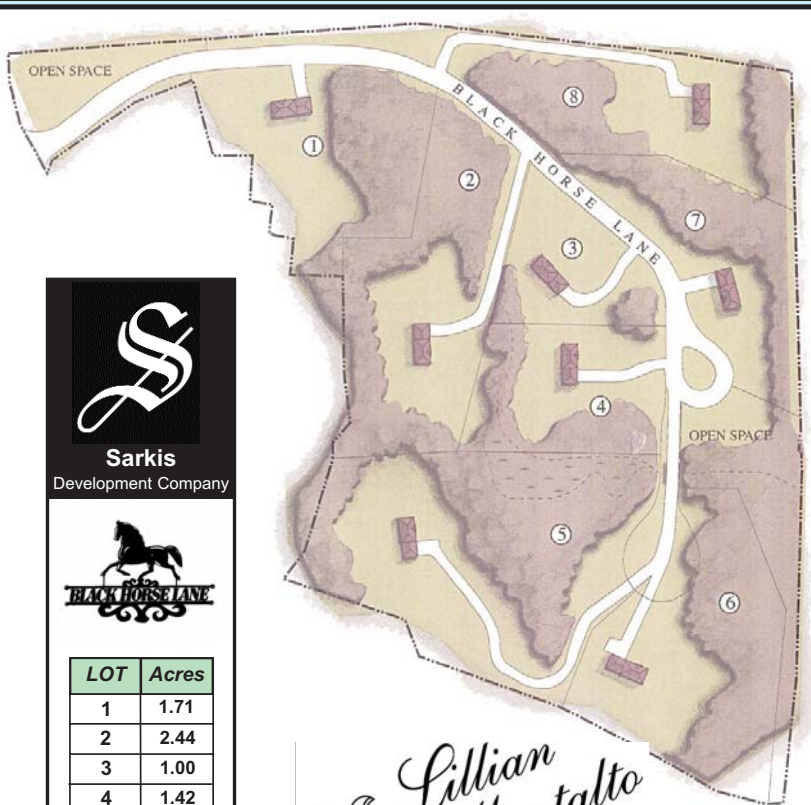 OPEN SPACE
1
8
BLACK HORSE LANE
2
7
3
4
OPEN SPACE
5
6
S
Sarkis
Development Company
BLACK HORSE LANE
LOT Acres
1 1.71
2 2.44
3 1.00
4 1.42
Lillian
Montalto